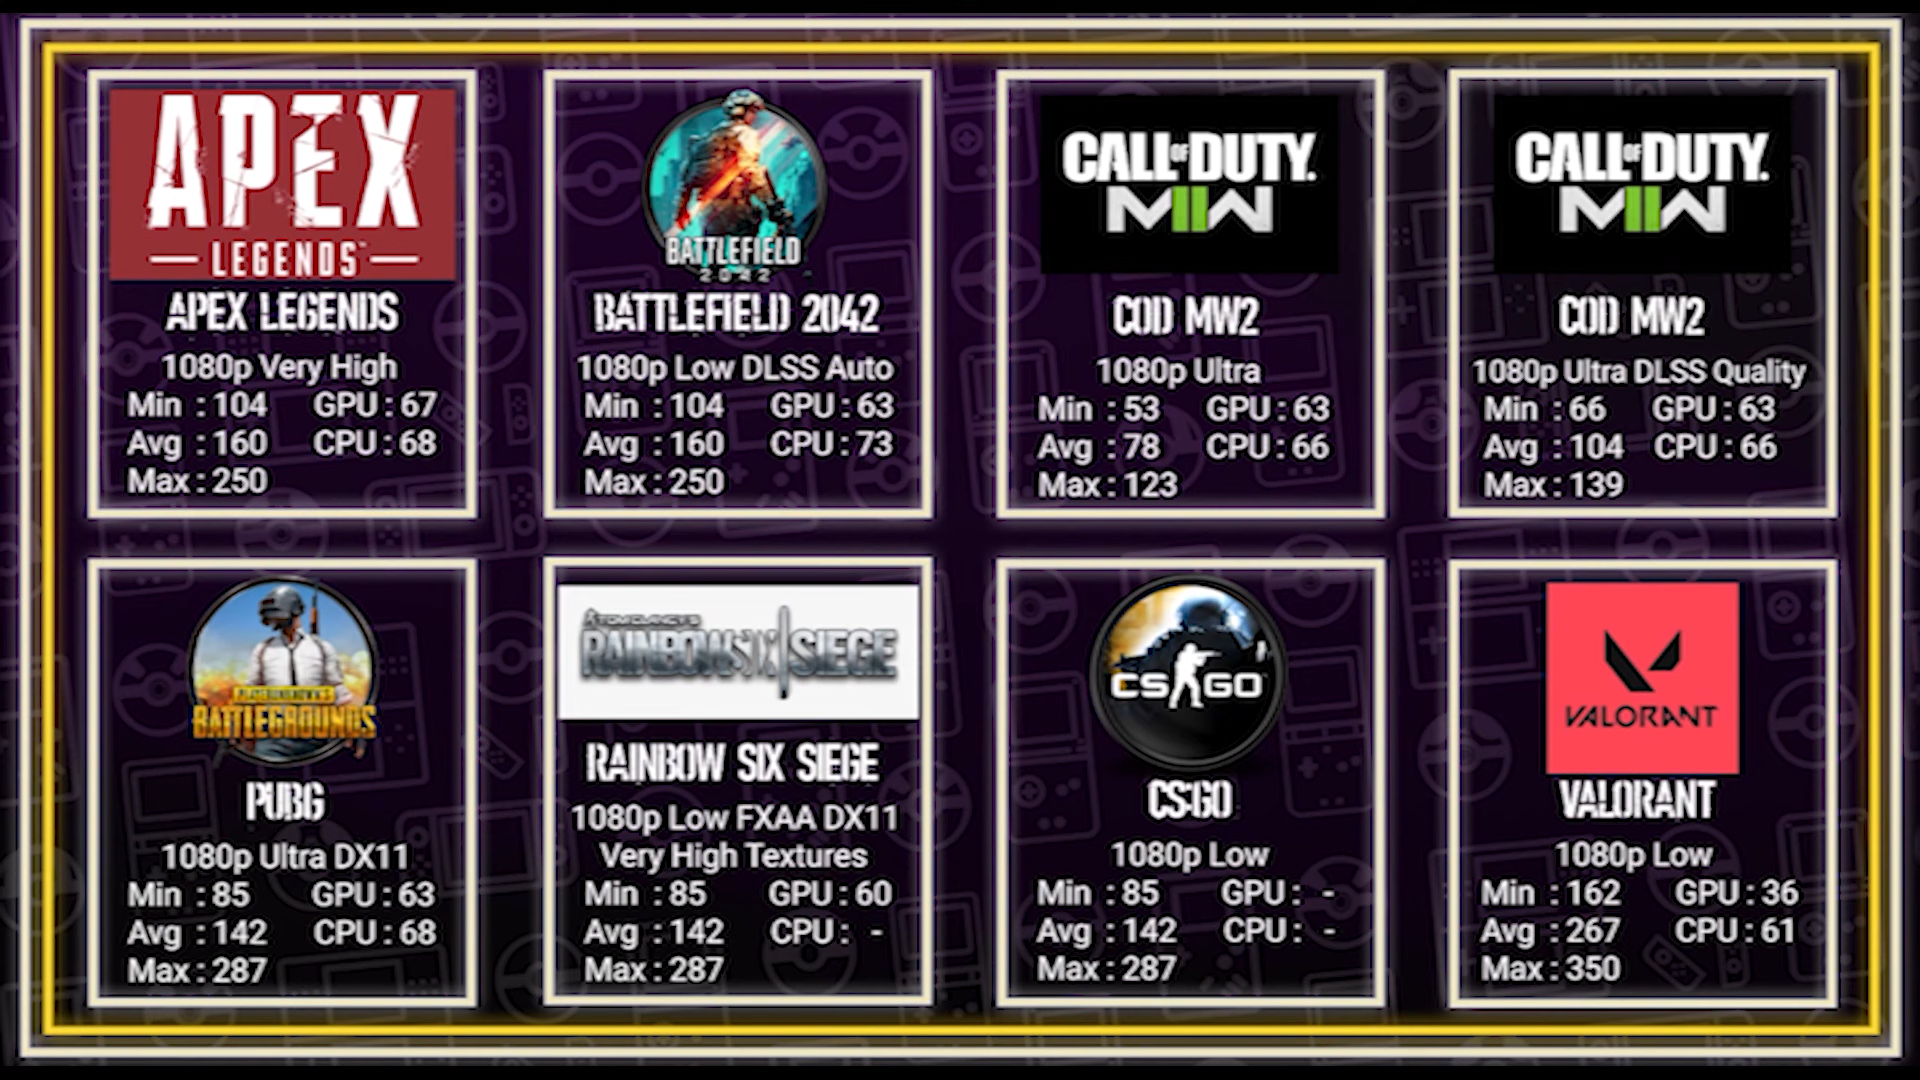 APEX
LEGENDS
APEX LEGENDS
1080p Very High
Min : 104 GPU : 67
Avg : 160 CPU : 68
Max : 250
BATTLEFIELD
2042
BATTLEFIELD 2042
1080p Low DLSS Auto
Min : 104 GPU : 63
Avg : 160 CPU : 73
Max : 250
CALL OF DUTY.
MWII
COD MW2
1080p Ultra
Min : 53 GPU : 63
Avg : 78 CPU : 66
Max : 123
CALL OF DUTY.
MWII
COD MW2
1080p Ultra DLSS Quality
Min : 66 GPU : 63
Avg : 104 CPU : 66
Max : 139
BATTLEGROUNDS
PUBG
1080p Ultra DX11
Min : 85 GPU : 63
Avg : 142 CPU : 68
Max : 287
TOM CLANCY'S
RAINBOW SIX SIEGE
RAINBOW SIX SIEGE
1080p Low FXAA DX11
Very High Textures
Min : 85 GPU : 60
Avg : 142 CPU : -
Max : 287
CS GO
CS:GO
1080p Low
Min : 85 GPU : -
Avg : 142 CPU : -
Max : 287
VALORANT
VALORANT
1080p Low
Min : 162 GPU : 36
Avg : 267 CPU : 61
Max : 350